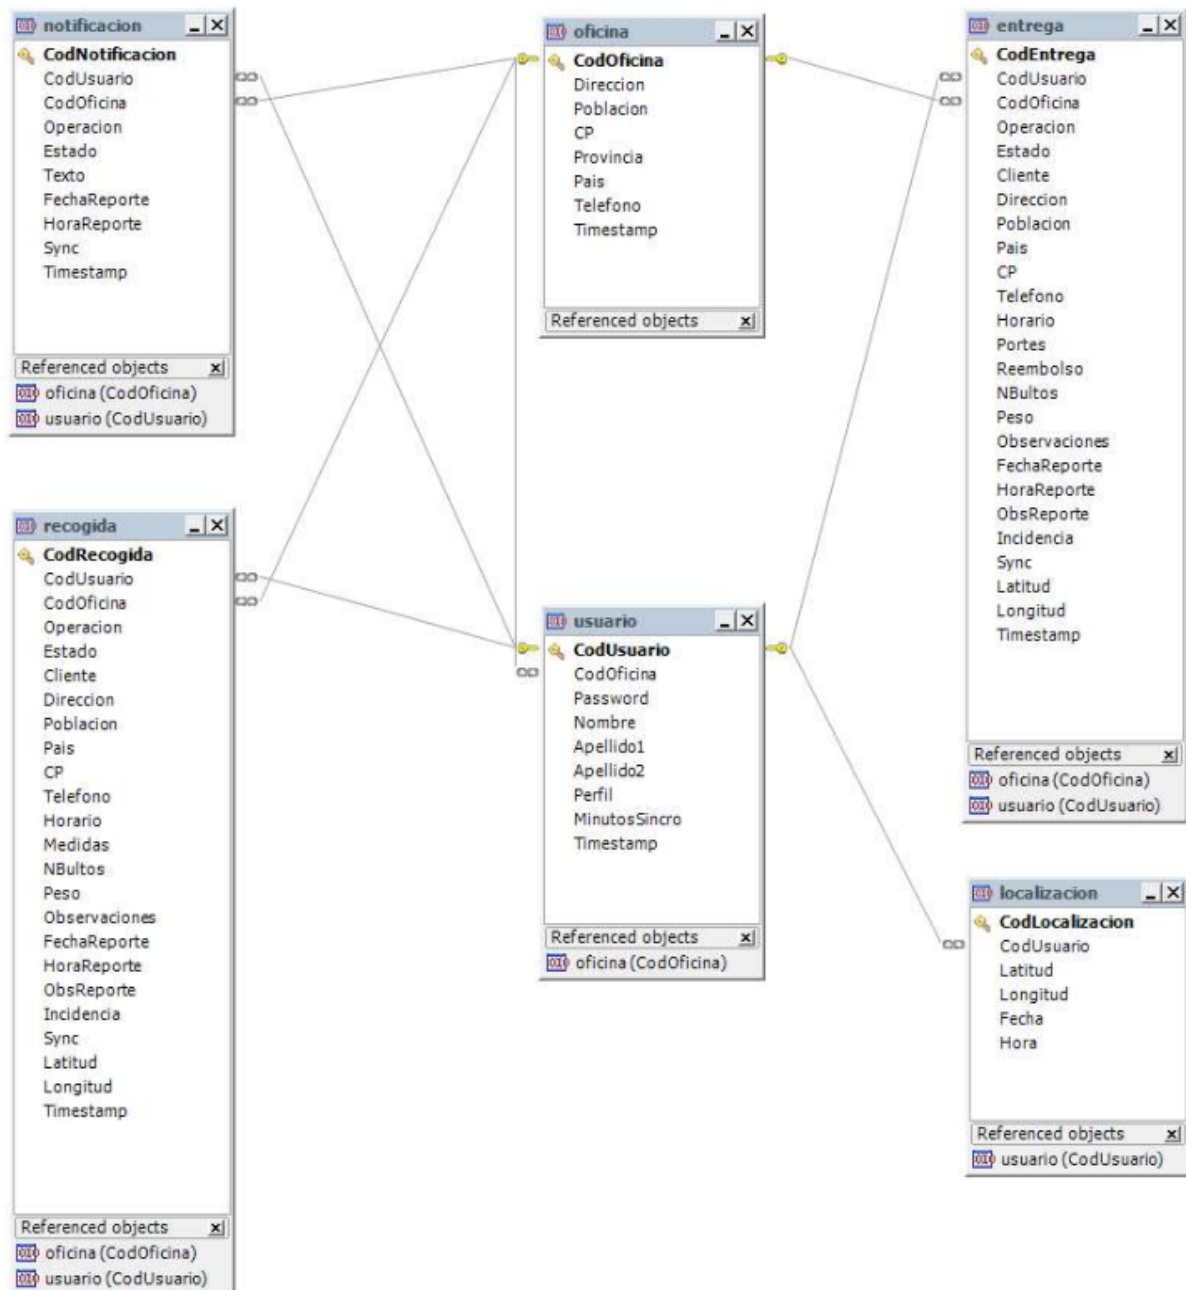 notificacion
CodNotificacion
CodUsuario
CodOficina
Operacion
Estado
Texto
FechaReporte
HoraReporte
Sync
Timestamp
Referenced objects
oficina (CodOficina)
usuario (CodUsuario)
oficina
CodOficina
Direccion
Poblacion
CP
Provincia
Pais
Telefono
Timestamp
Referenced objects
entrega
CodEntrega
CodUsuario
CodOficina
Operacion
Estado
Cliente
Direccion
Poblacion
Pais
CP
Telefono
Horario
Portes
Reembolso
NBultos
Peso
Observaciones
FechaReporte
HoraReporte
ObsReporte
Incidencia
Sync
Latitud
Longitud
Timestamp
Referenced objects
oficina (CodOficina)
usuario (CodUsuario)
recogida
CodRecogida
CodUsuario
CodOficina
Operacion
Estado
Cliente
Direccion
Poblacion
Pais
CP
Telefono
Horario
Medidas
NBultos
Peso
Observaciones
FechaReporte
HoraReporte
ObsReporte
Incidencia
Sync
Latitud
Longitud
Timestamp
Referenced objects
oficina (CodOficina)
usuario (CodUsuario)
usuario
CodUsuario
CodOficina
Password
Nombre
Apellido1
Apellido2
Perfil
MinutosSincro
Timestamp
Referenced objects
oficina (CodOficina)
localizacion
CodLocalizacion
CodUsuario
Latitud
Longitud
Fecha
Hora
Referenced objects
usuario (CodUsuario)